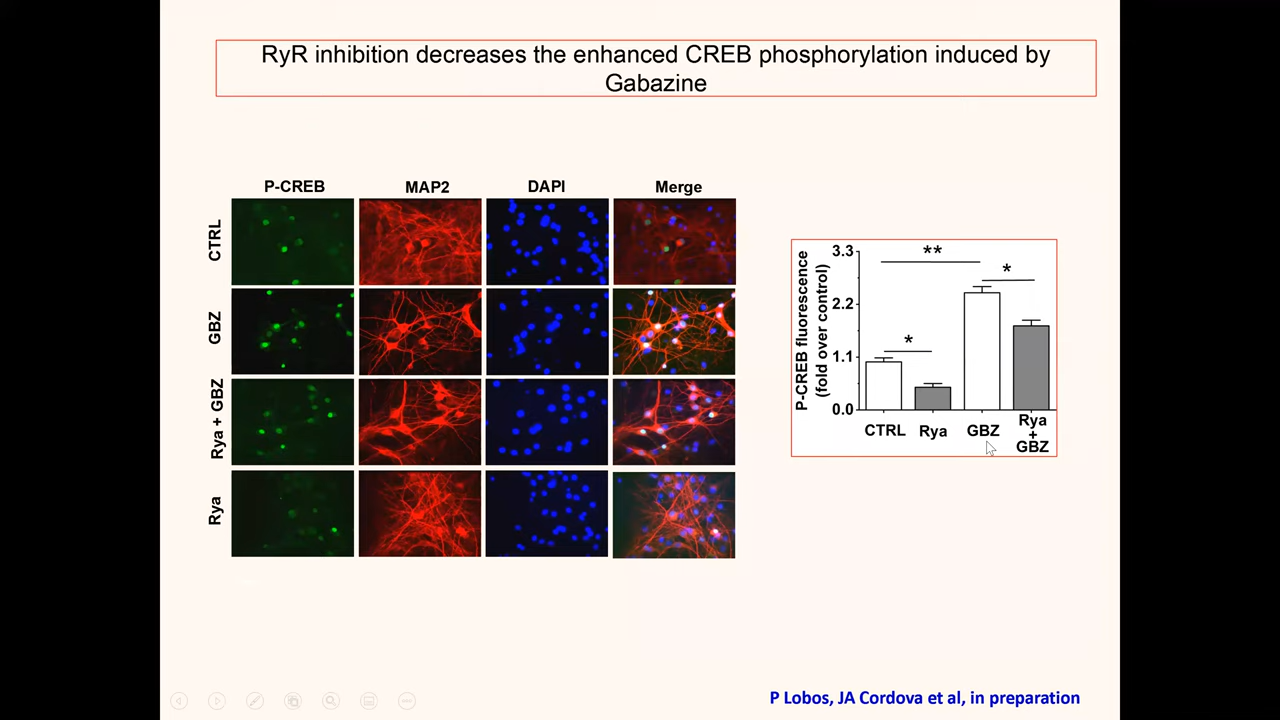 RyR inhibition decreases the enhanced CREB phosphorylation induced by
Gabazine
P-CREB MAP2 DAPI Merge
CTRL
GBZ
Rya + GBZ
Rya
P-CREB fluorescence
(fold over control)
3.3
2.2
1.1
0.0
**
*
*
CTRL Rya GBZ Rya
+
GBZ
P Lobos, JA Cordova et al, in preparation